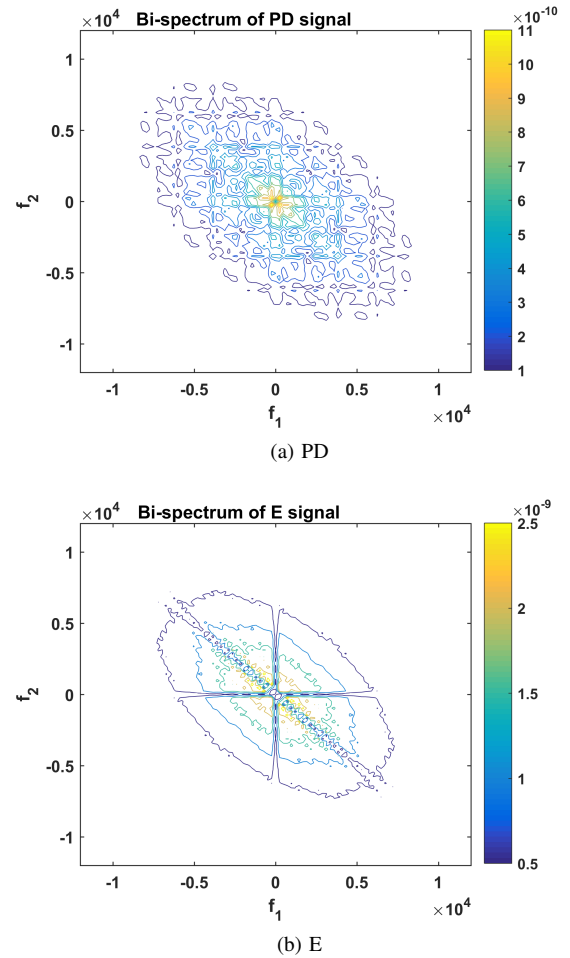 ×10⁴ Bi-spectrum of PD signal ×10⁻¹⁰
1
0.5
0
-0.5
-1
f₂
-1 -0.5 0 0.5 1
f₁ ×10⁴
11
10
9
8
7
6
5
4
3
2
1
(a) PD
×10⁴ Bi-spectrum of E signal ×10⁻⁹
1
0.5
0
-0.5
-1
f₂
-1 -0.5 0 0.5 1
f₁ ×10⁴
2.5
2
1.5
1
0.5
(b) E